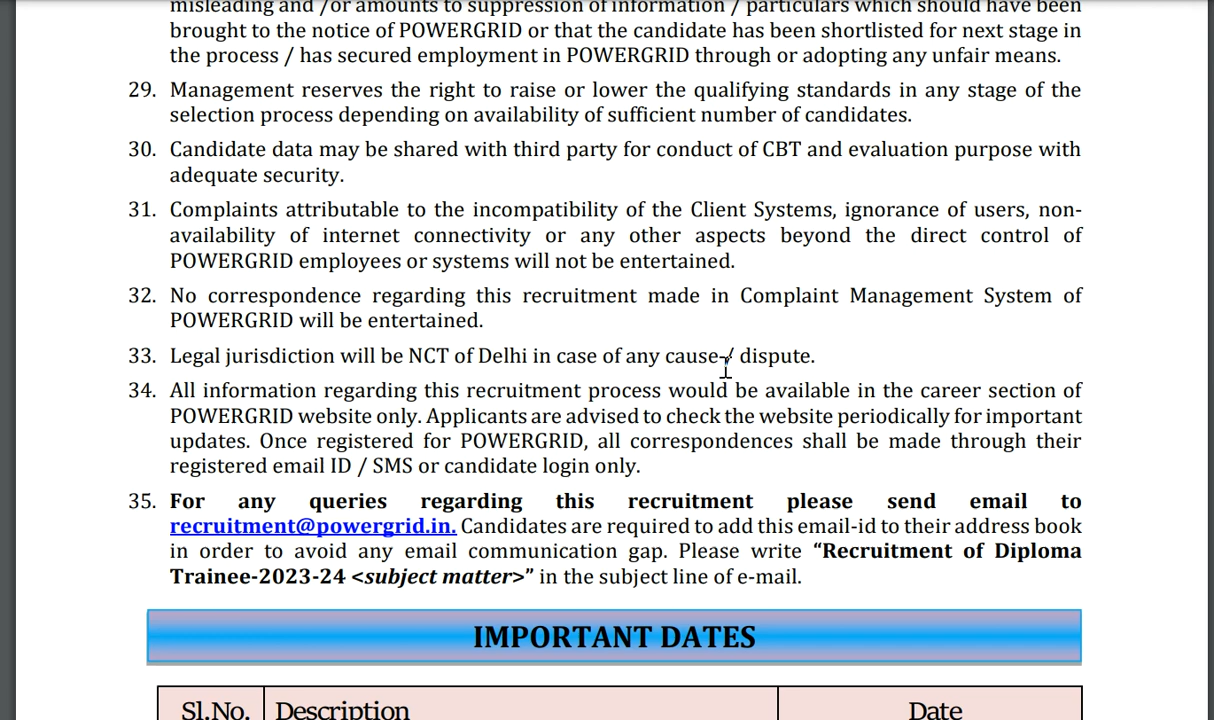 misleading and /or amounts to suppression of information / particulars which should have been
brought to the notice of POWERGRID or that the candidate has been shortlisted for next stage in
the process / has secured employment in POWERGRID through or adopting any unfair means.
29. Management reserves the right to raise or lower the qualifying standards in any stage of the
selection process depending on availability of sufficient number of candidates.
30. Candidate data may be shared with third party for conduct of CBT and evaluation purpose with
adequate security.
31. Complaints attributable to the incompatibility of the Client Systems, ignorance of users, non-
availability of internet connectivity or any other aspects beyond the direct control of
POWERGRID employees or systems will not be entertained.
32. No correspondence regarding this recruitment made in Complaint Management System of
POWERGRID will be entertained.
33. Legal jurisdiction will be NCT of Delhi in case of any cause / dispute.
34. All information regarding this recruitment process would be available in the career section of
POWERGRID website only. Applicants are advised to check the website periodically for important
updates. Once registered for POWERGRID, all correspondences shall be made through their
registered email ID / SMS or candidate login only.
35. For any queries regarding this recruitment please send email to
recruitment@powergrid.in. Candidates are required to add this email-id to their address book
in order to avoid any email communication gap. Please write “Recruitment of Diploma
Trainee-2023-24 <subject matter>” in the subject line of e-mail.
IMPORTANT DATES
Sl.No. Description Date